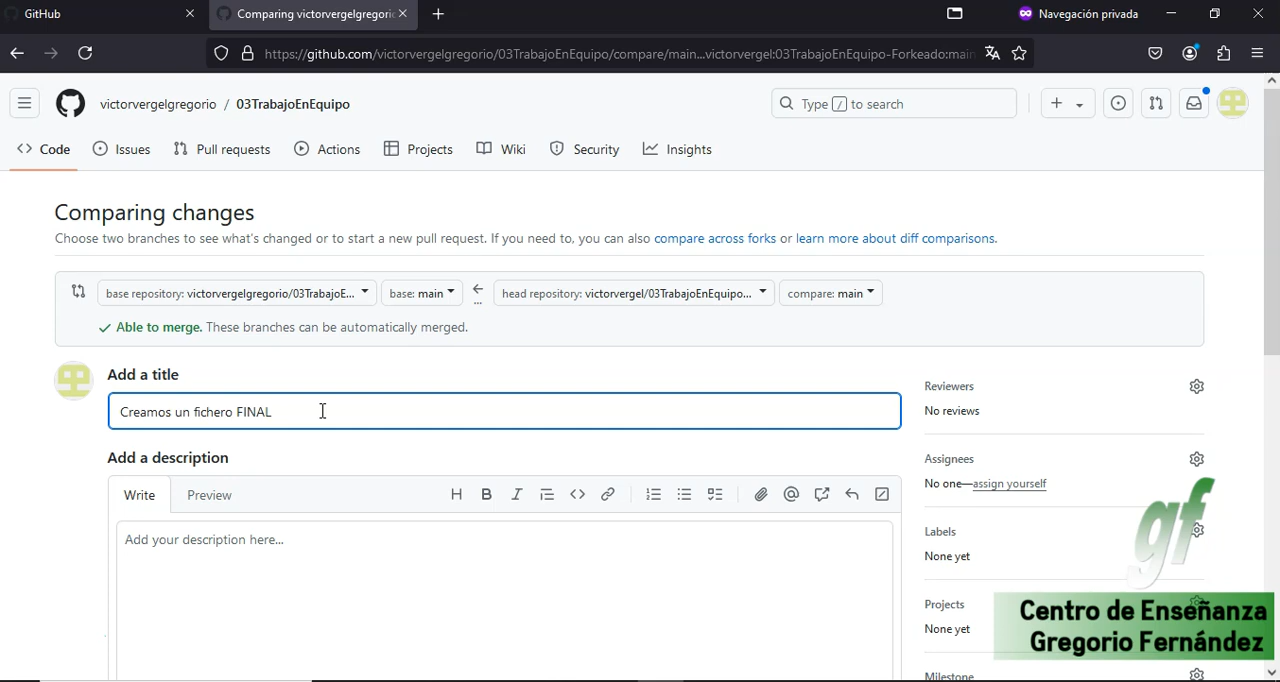 GitHub
Comparing victorvergelgregoric
Navegación privada
https://github.com/victorvergelgregorio/03TrabajoEnEquipo/compare/main...victorvergel:03TrabajoEnEquipo-Forkeado:main
victorvergelgregorio / 03TrabajoEnEquipo
Type / to search
Code
Issues
Pull requests
Actions
Projects
Wiki
Security
Insights
Comparing changes
Choose two branches to see what's changed or to start a new pull request. If you need to, you can also compare across forks or learn more about diff comparisons.
base repository: victorvergelgregorio/03TrabajoE...
base: main
head repository: victorvergel/03TrabajoEnEquipo...
compare: main
Able to merge. These branches can be automatically merged.
Add a title
Creamos un fichero FINAL
Add a description
Write
Preview
Add your description here...
Reviewers
No reviews
Assignees
No one—assign yourself
Labels
None yet
Projects
None yet
Milestone
gf
Centro de Enseñanza
Gregorio Fernández